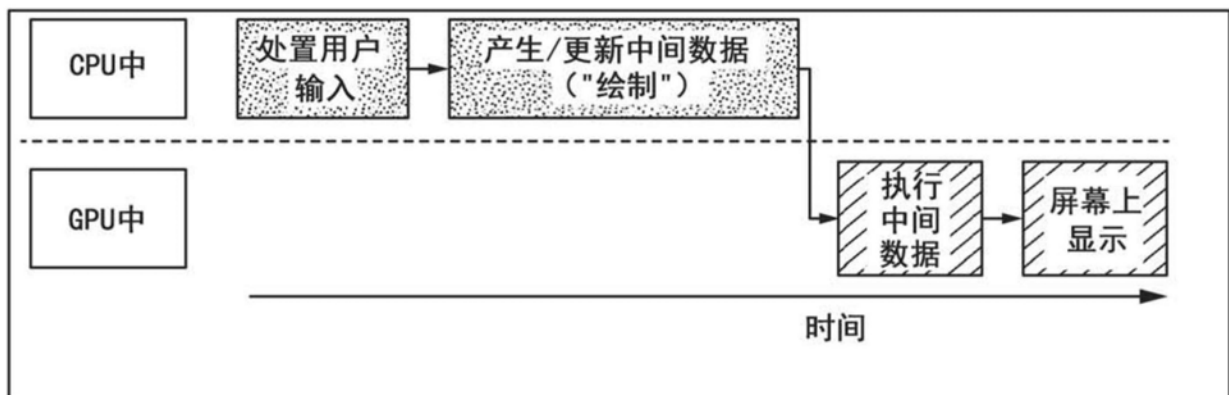 CPU中
处置用户
输入
产生/更新中间数据
("绘制")
GPU中
执行
中间
数据
屏幕上
显示
时间